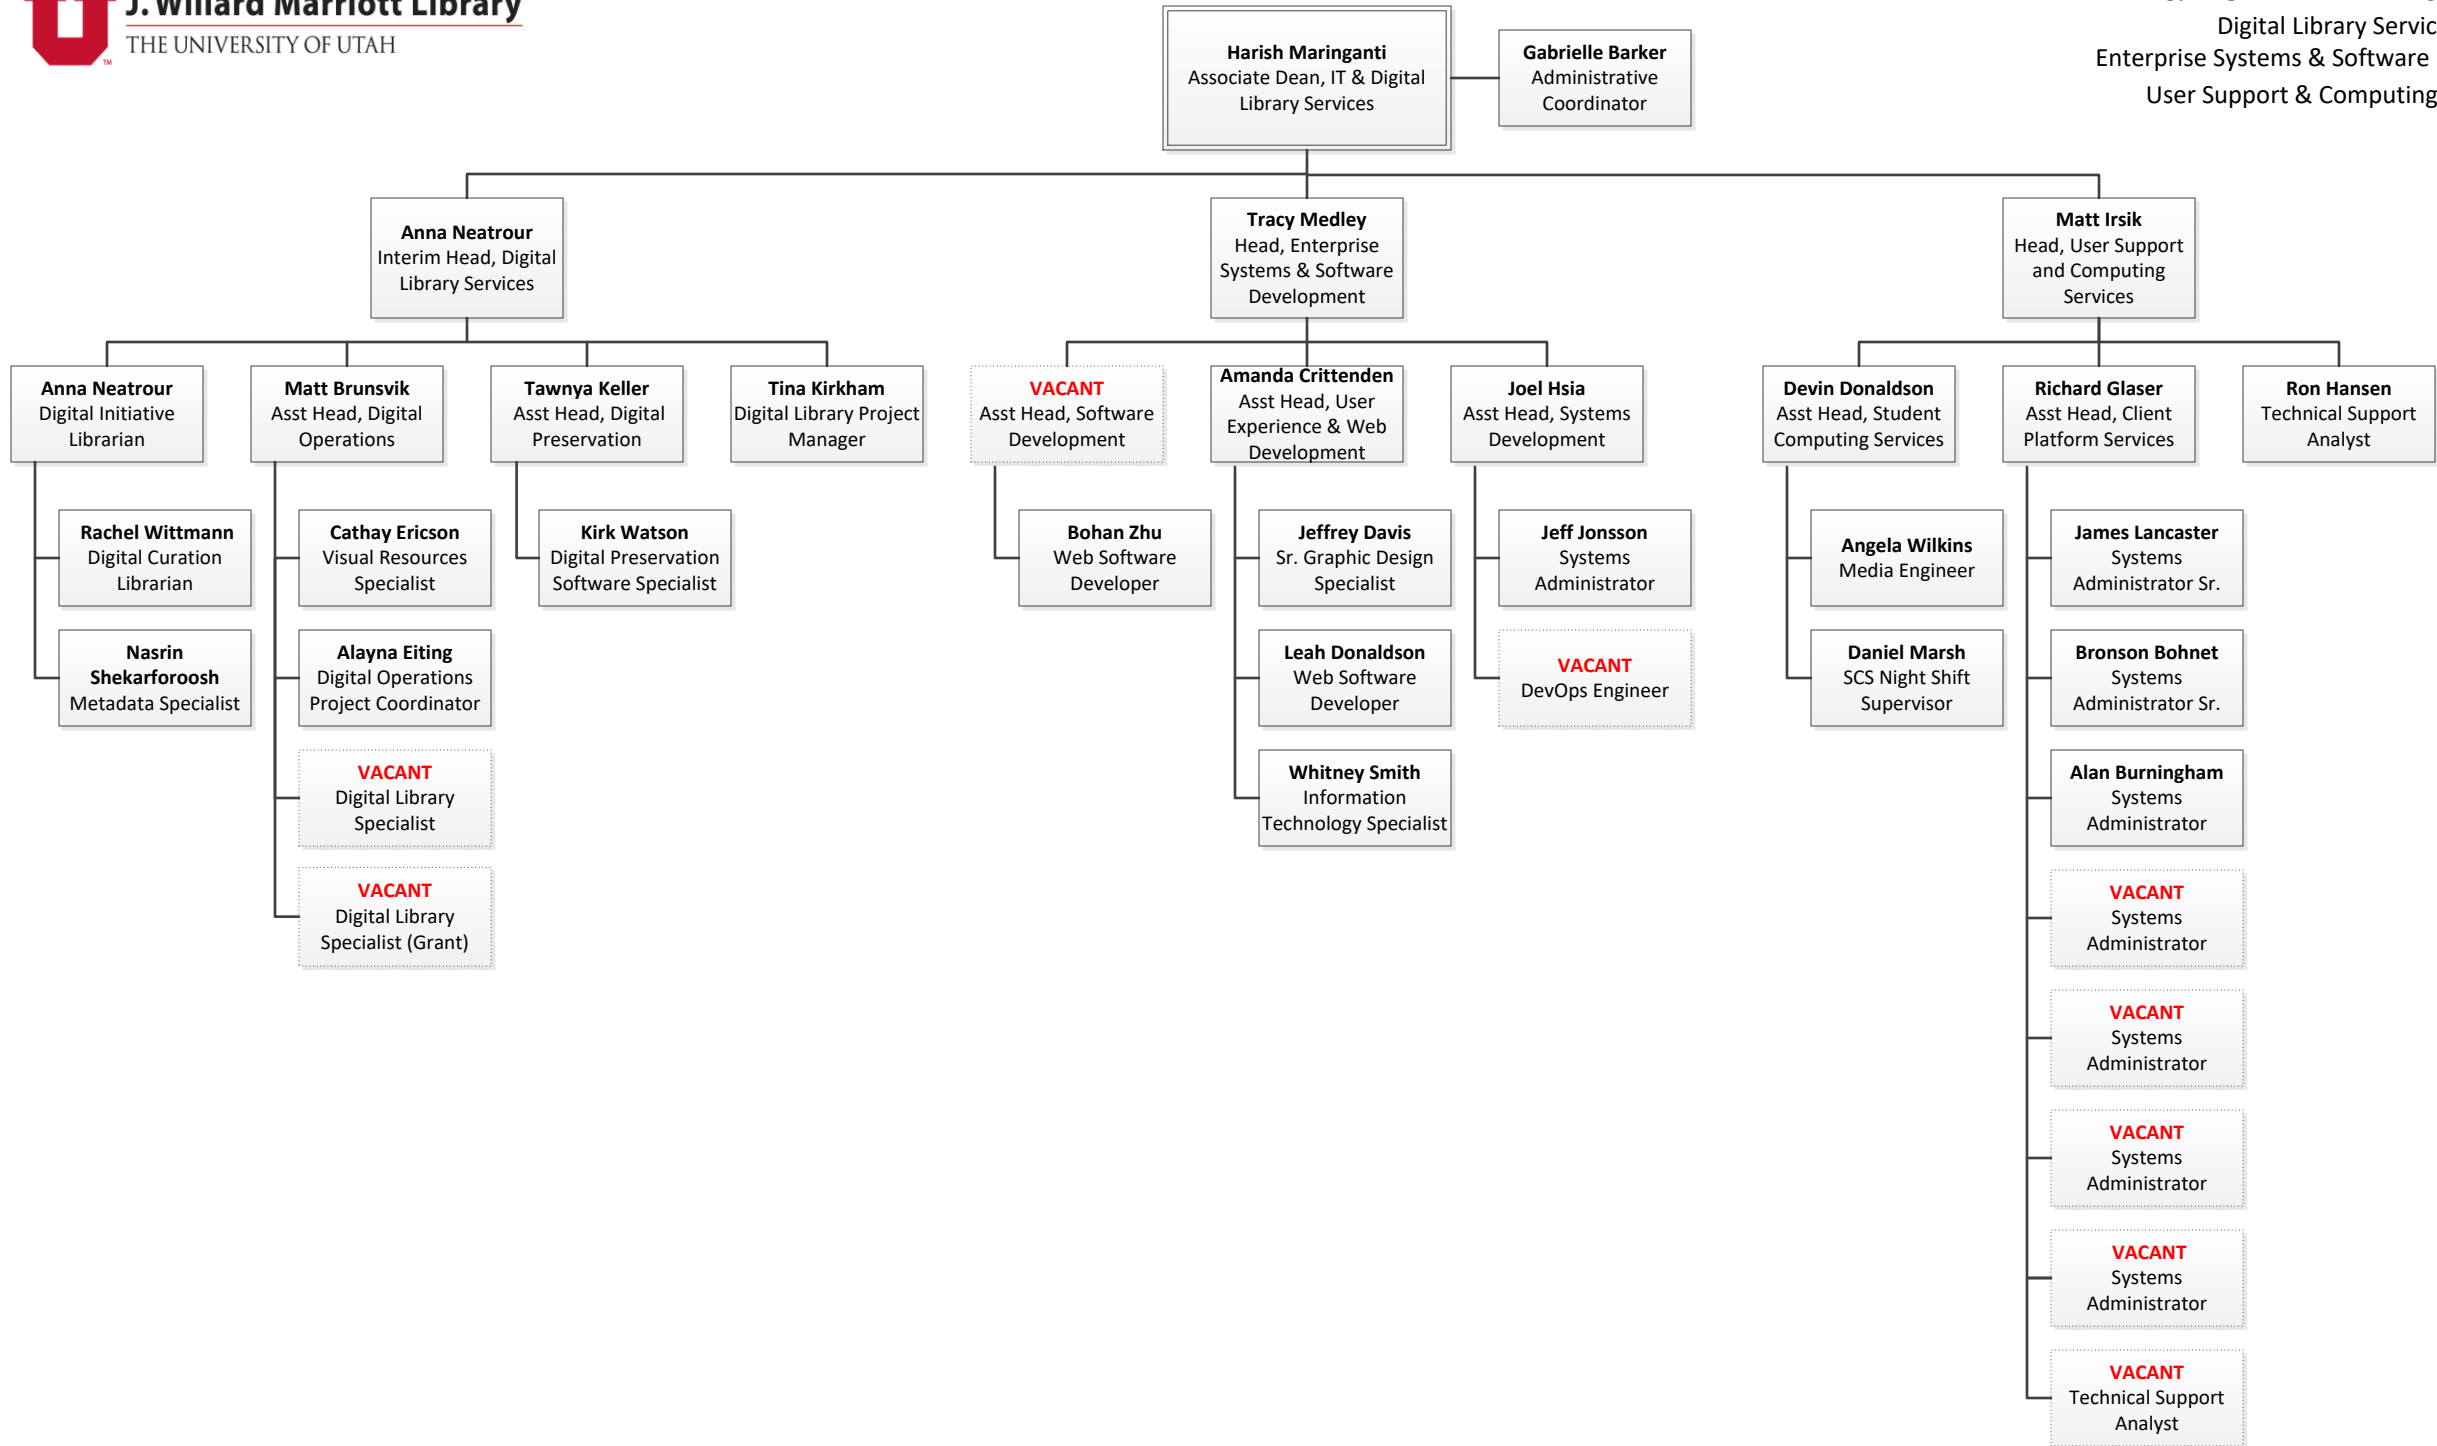 J. Willard Marriott Library
THE UNIVERSITY OF UTAH
TM
Digital Library Servic
Enterprise Systems & Software
User Support & Computing
Harish Maringanti
Associate Dean, IT & Digital
Library Services
Gabrielle Barker
Administrative
Coordinator
Anna Neatrour
Interim Head, Digital
Library Services
Tracy Medley
Head, Enterprise
Systems & Software
Development
Matt Irsik
Head, User Support
and Computing
Services
Anna Neatrour
Digital Initiative
Librarian
Matt Brunsvik
Asst Head, Digital
Operations
Tawnya Keller
Asst Head, Digital
Preservation
Tina Kirkham
Digital Library Project
Manager
VACANT
Asst Head, Software
Development
Amanda Crittenden
Asst Head, User
Experience & Web
Development
Joel Hsia
Asst Head, Systems
Development
Devin Donaldson
Asst Head, Student
Computing Services
Richard Glaser
Asst Head, Client
Platform Services
Ron Hansen
Technical Support
Analyst
Rachel Wittmann
Digital Curation
Librarian
Nasrin
Shekarforoosh
Metadata Specialist
Cathay Ericson
Visual Resources
Specialist
Alayna Eiting
Digital Operations
Project Coordinator
VACANT
Digital Library
Specialist
VACANT
Digital Library
Specialist (Grant)
Kirk Watson
Digital Preservation
Software Specialist
Bohan Zhu
Web Software
Developer
Jeffrey Davis
Sr. Graphic Design
Specialist
Leah Donaldson
Web Software
Developer
Whitney Smith
Information
Technology Specialist
Jeff Jonsson
Systems
Administrator
VACANT
DevOps Engineer
Angela Wilkins
Media Engineer
Daniel Marsh
SCS Night Shift
Supervisor
James Lancaster
Systems
Administrator Sr.
Bronson Bohnet
Systems
Administrator Sr.
Alan Burningham
Systems
Administrator
VACANT
Systems
Administrator
VACANT
Systems
Administrator
VACANT
Systems
Administrator
VACANT
Systems
Administrator
VACANT
Technical Support
Analyst